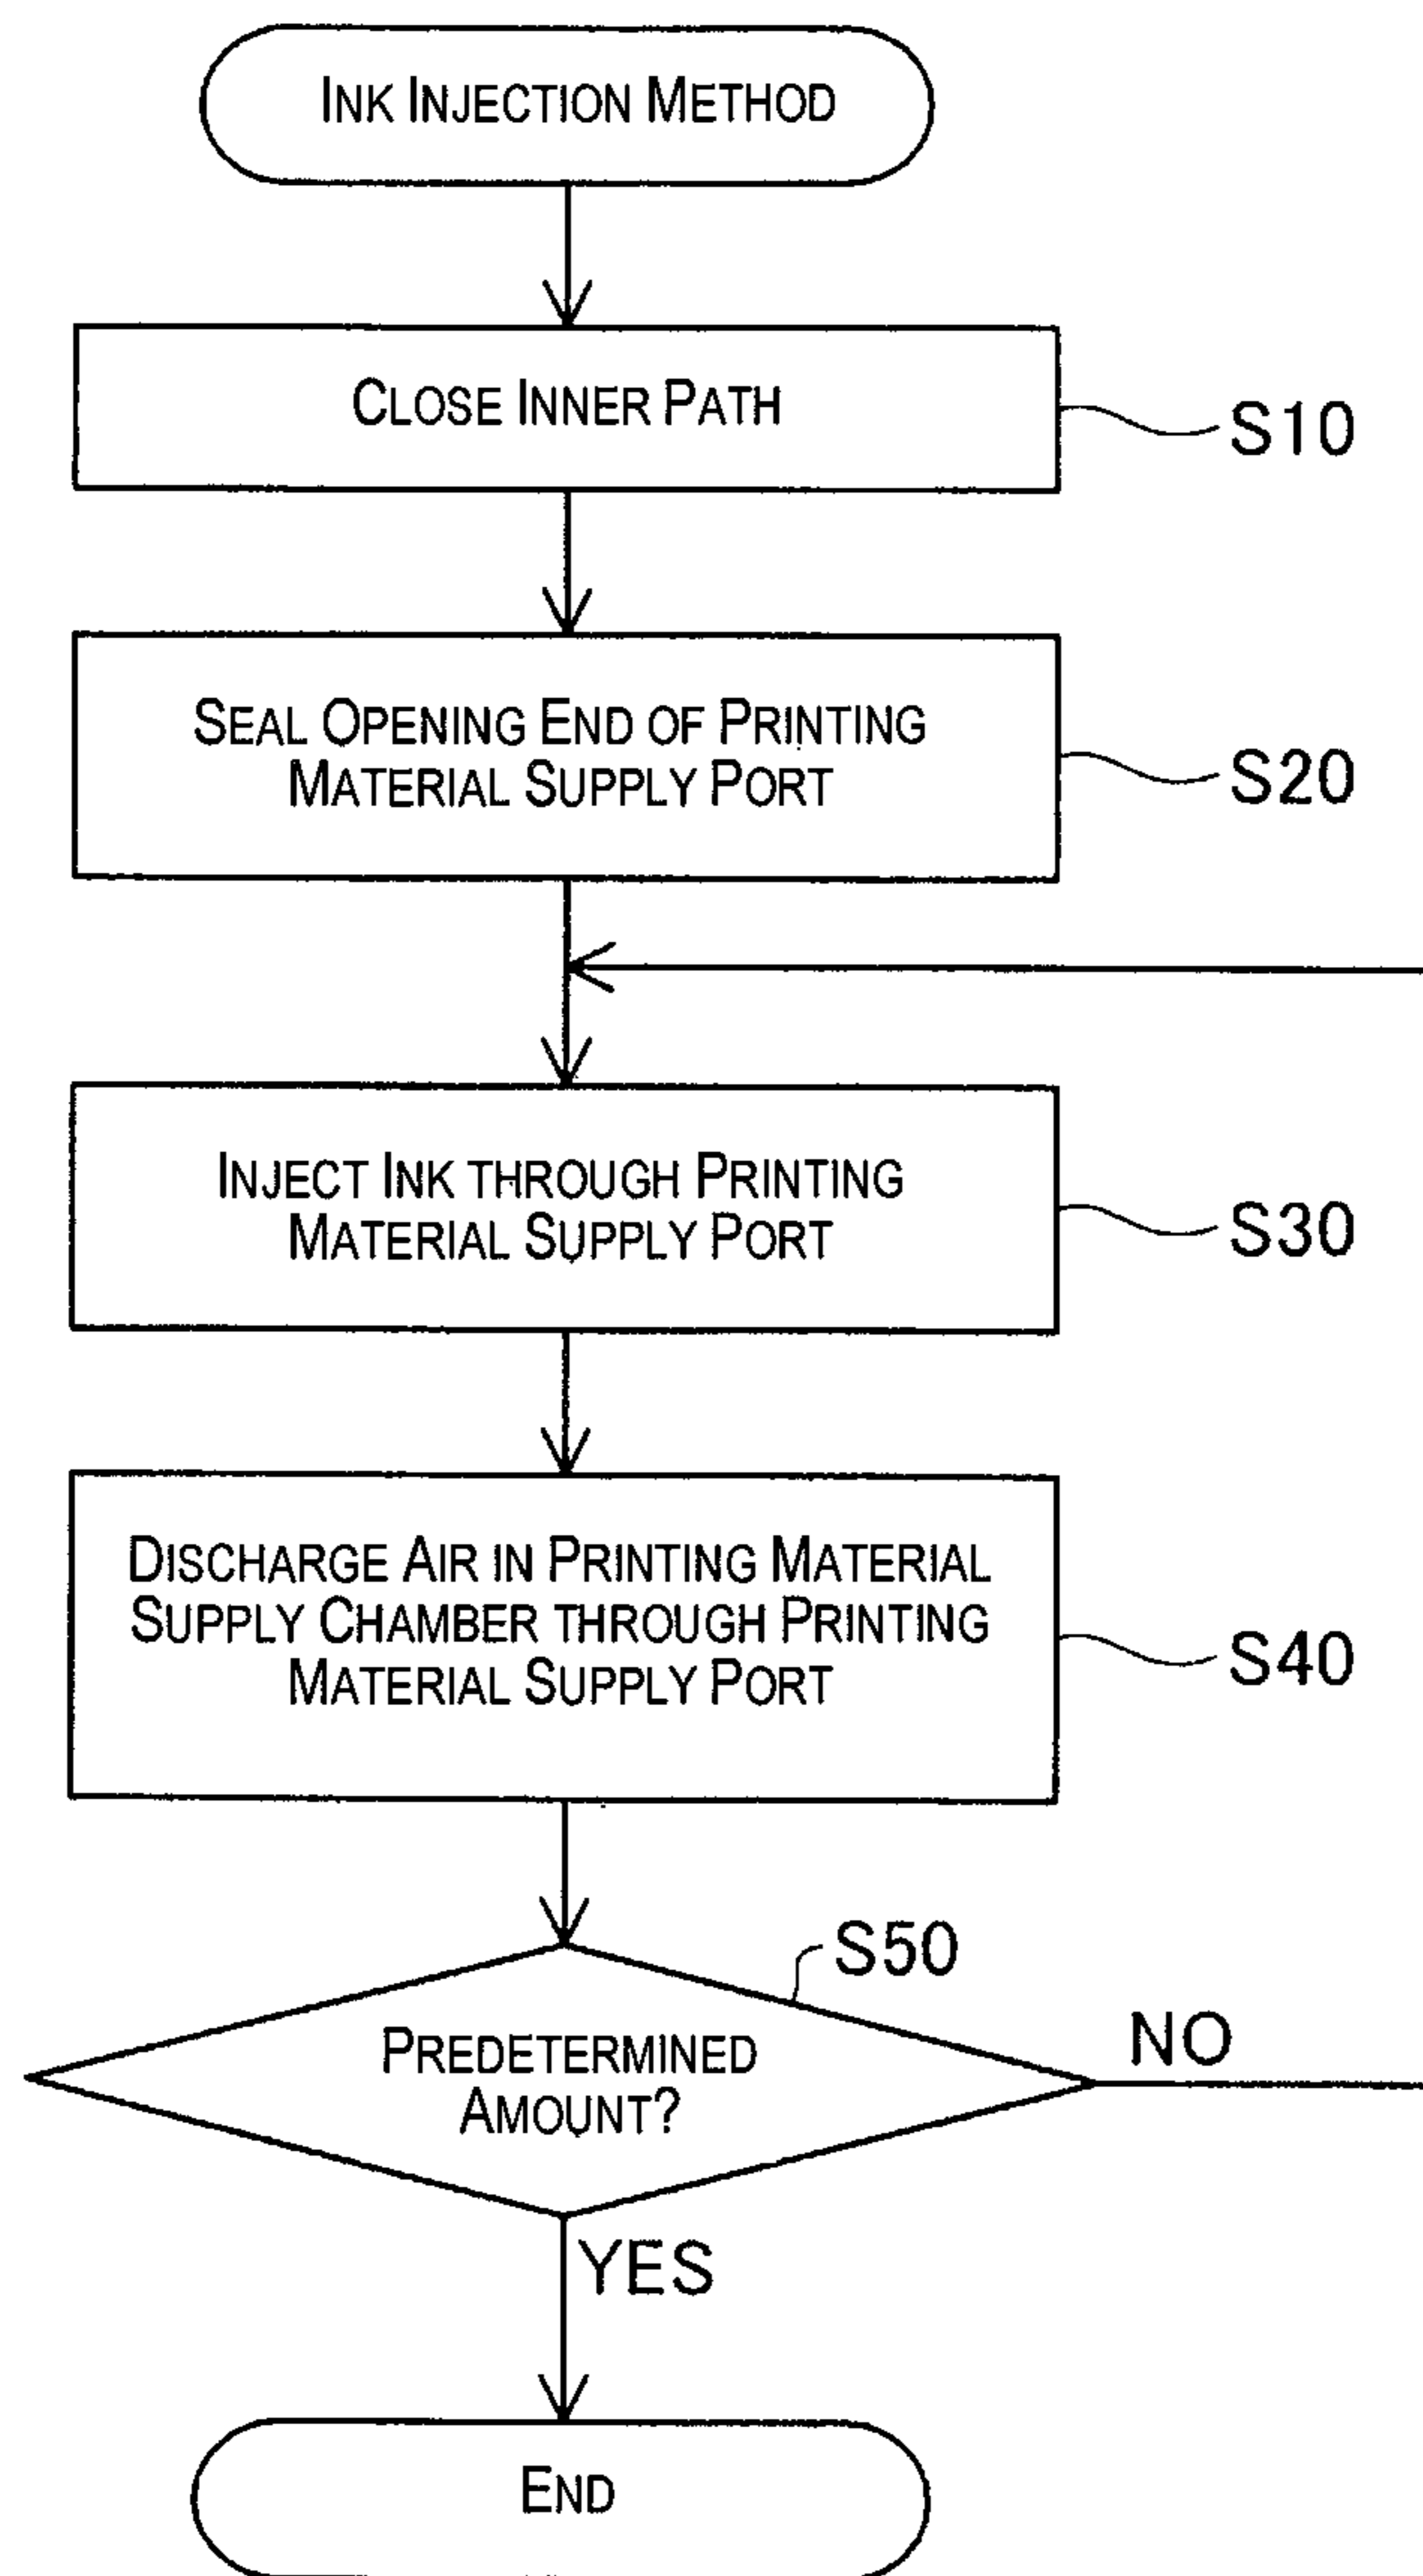 INK INJECTION METHOD
CLOSE INNER PATH
S10
SEAL OPENING END OF PRINTING
MATERIAL SUPPLY PORT
S20
INJECT INK THROUGH PRINTING
MATERIAL SUPPLY PORT
S30
DISCHARGE AIR IN PRINTING MATERIAL
SUPPLY CHAMBER THROUGH PRINTING
MATERIAL SUPPLY PORT
S40
S50
PREDETERMINED
AMOUNT?
NO
YES
END